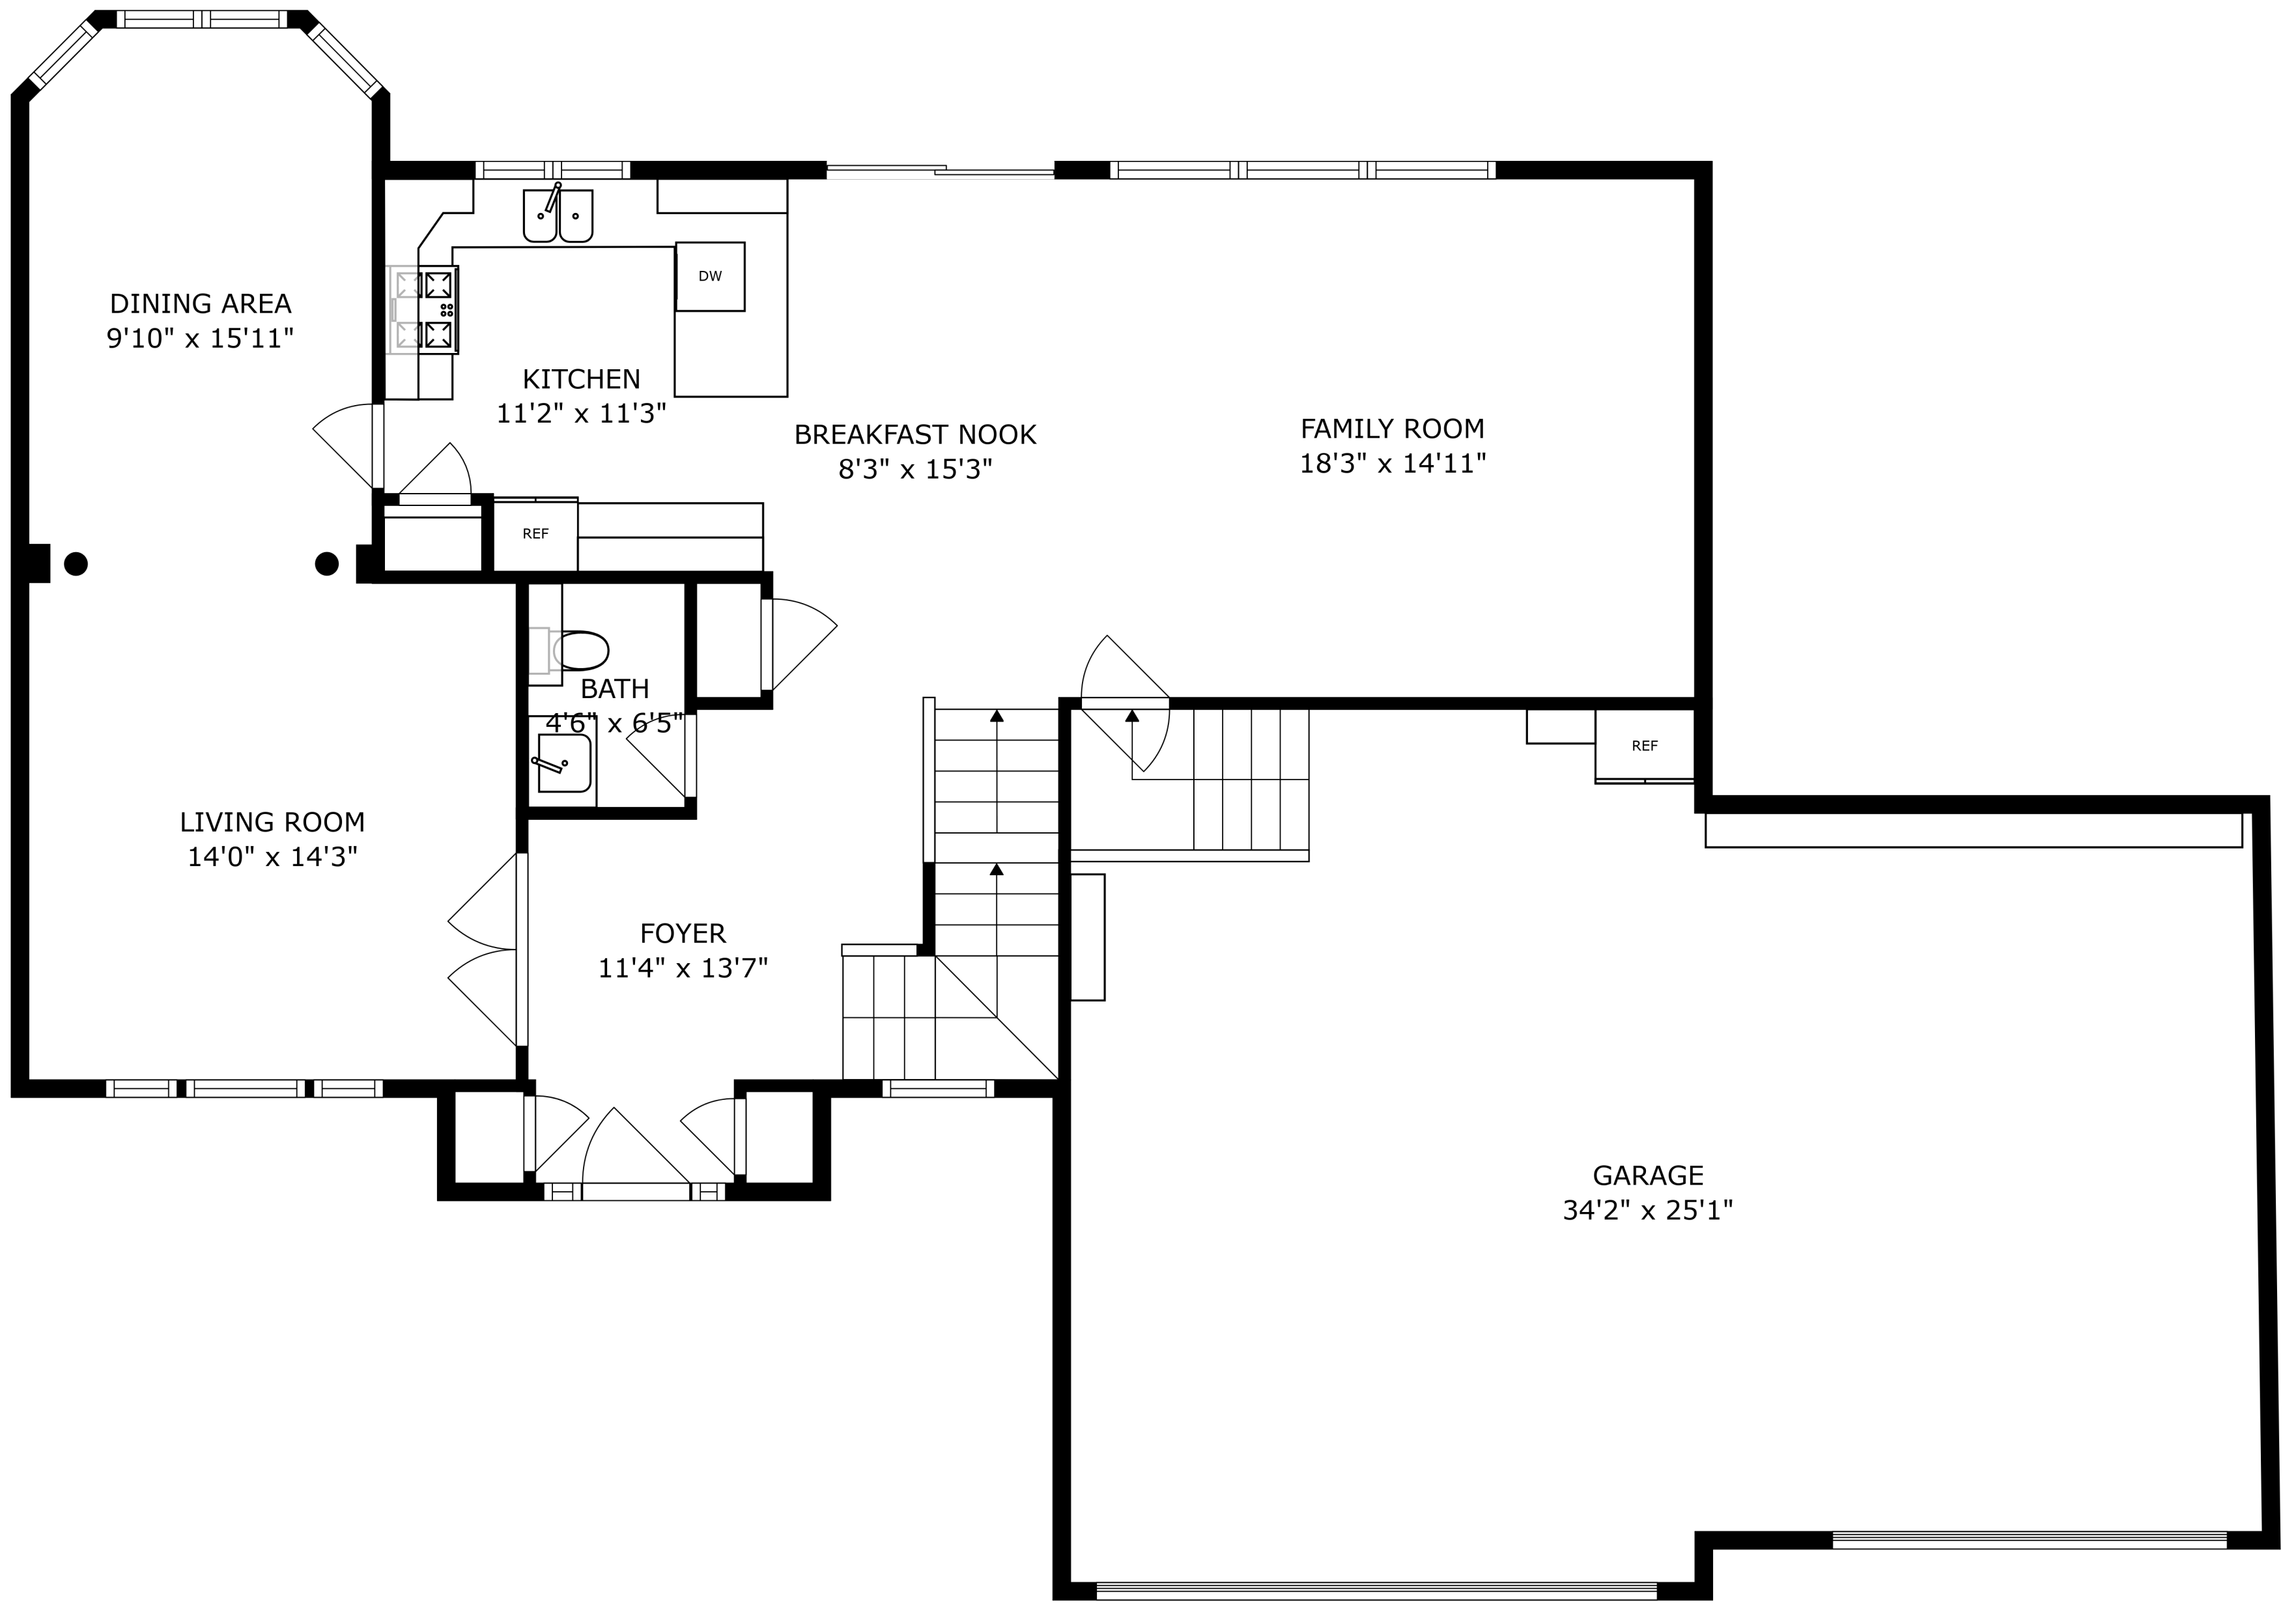 DINING AREA
9'10" x 15'11"
DW
KITCHEN
11'2" x 11'3"
BREAKFAST NOOK
8'3" x 15'3"
FAMILY ROOM
18'3" x 14'11"
REF
BATH
4'6" x 6'5"
REF
LIVING ROOM
14'0" x 14'3"
FOYER
11'4" x 13'7"
GARAGE
34'2" x 25'1"